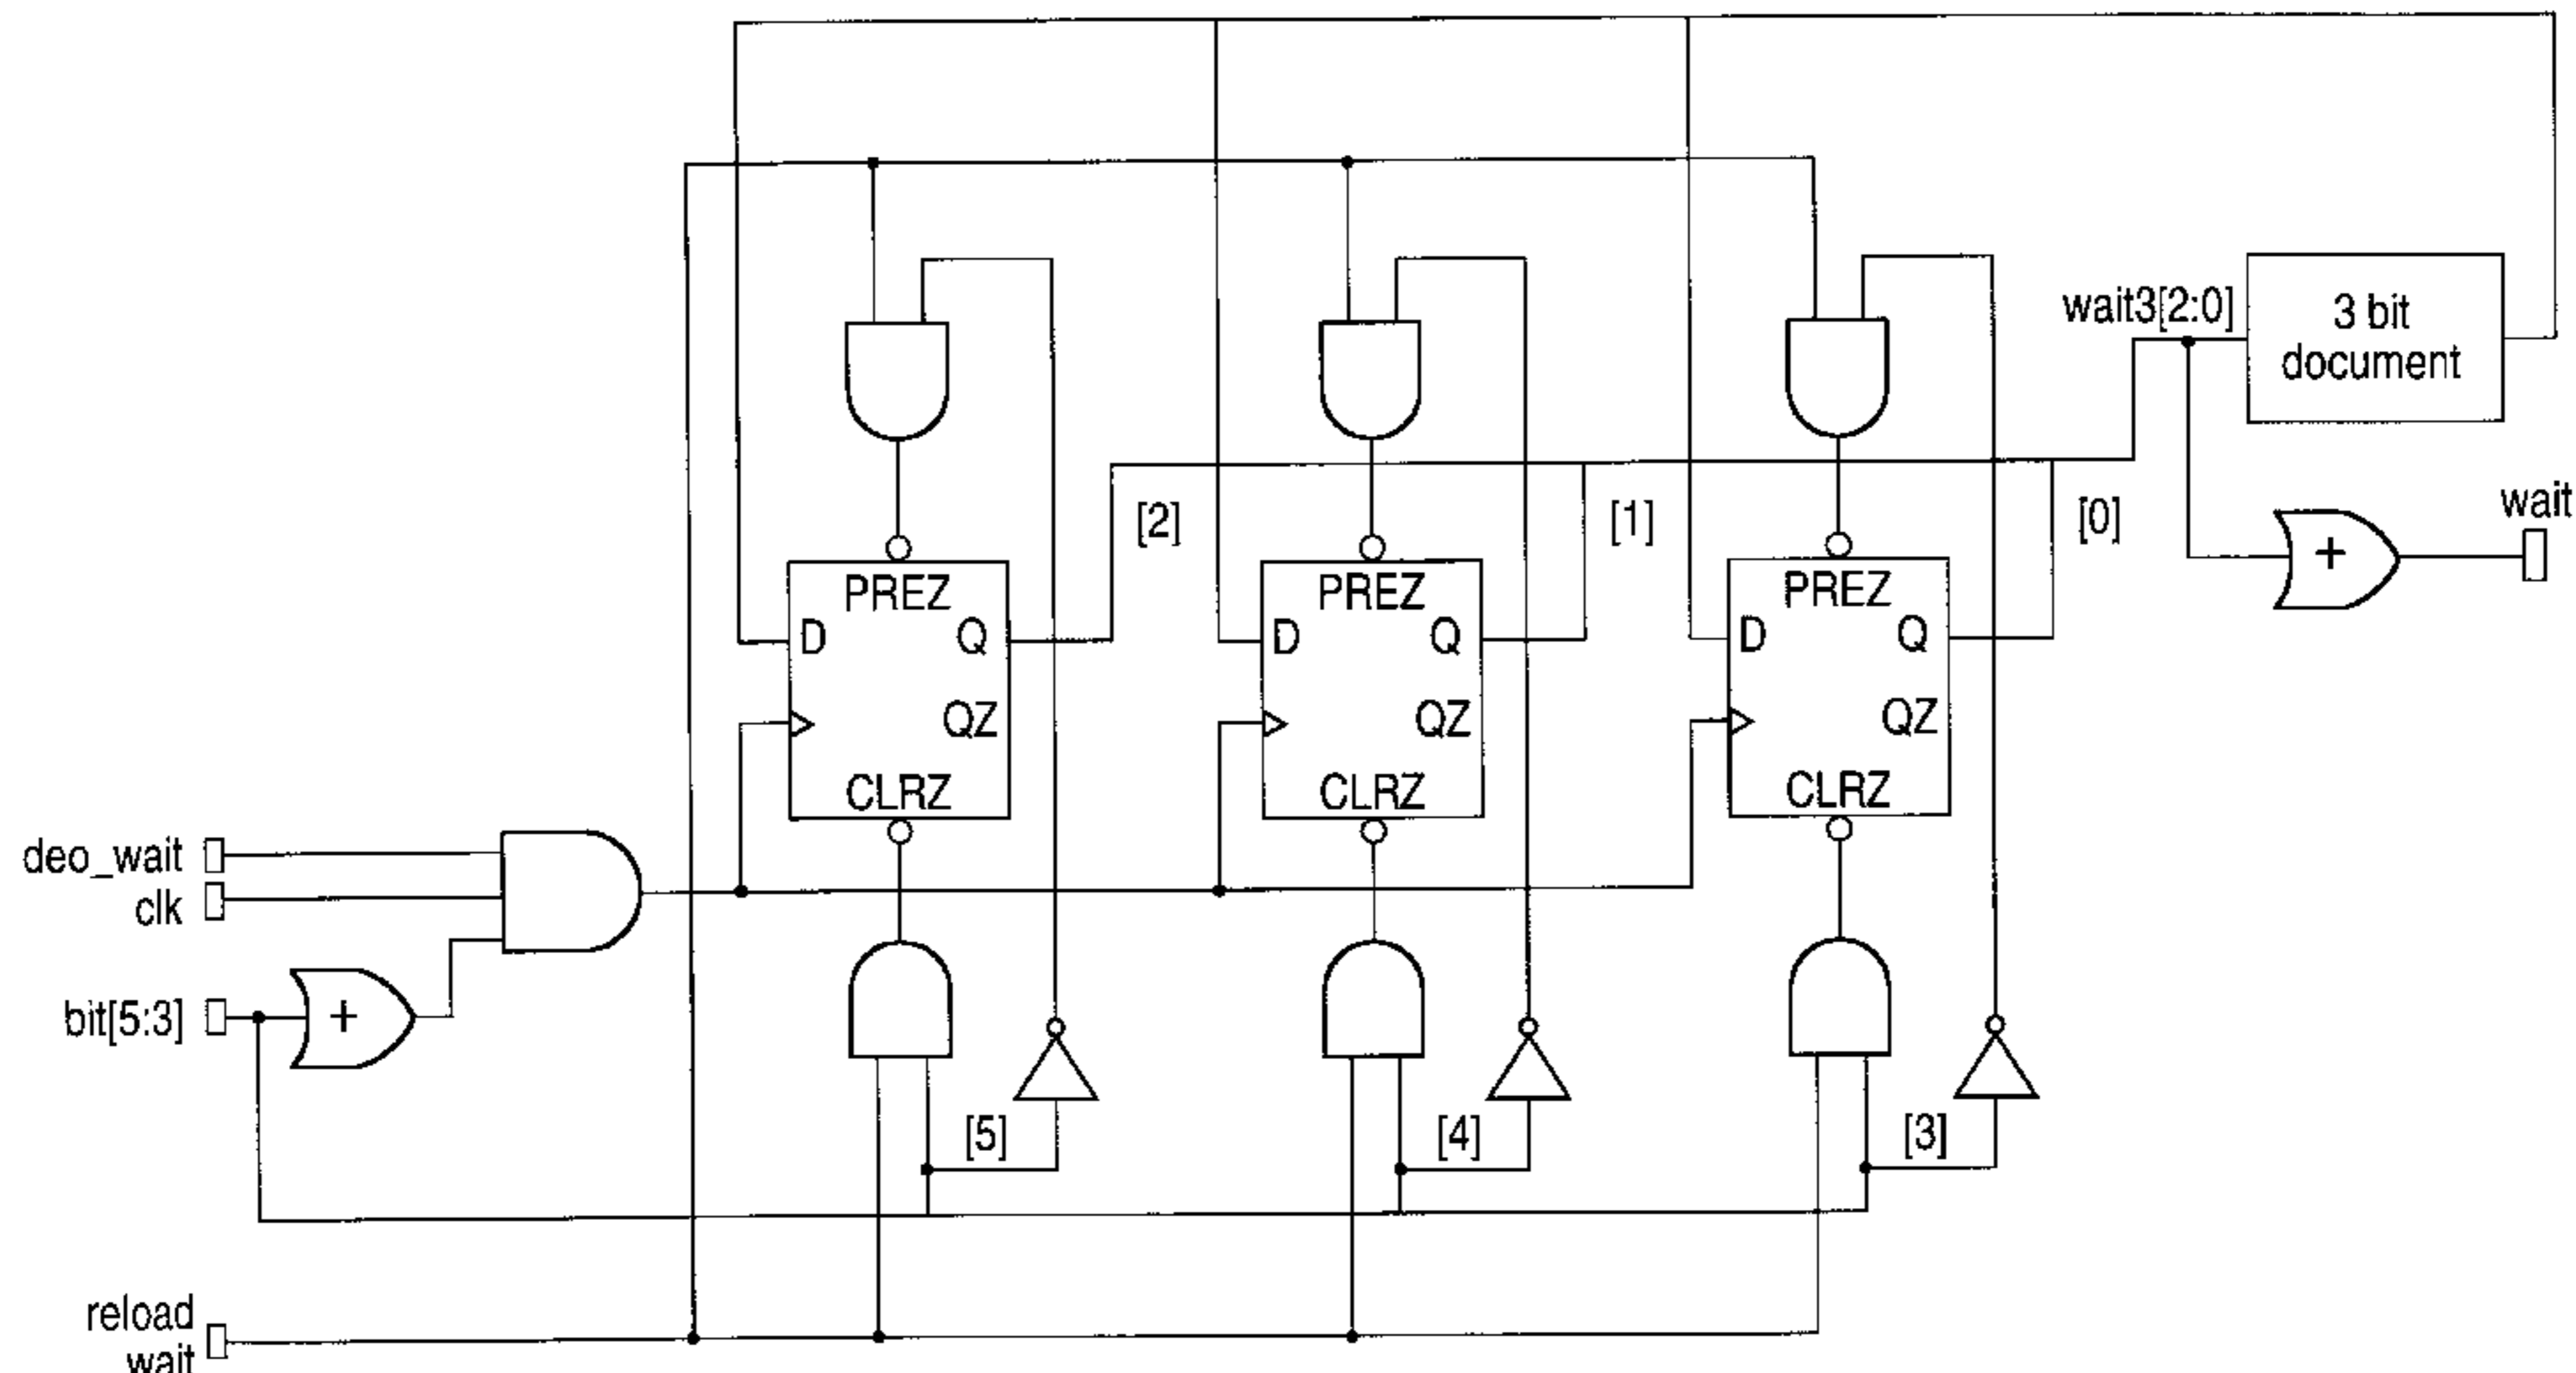 wait3[2:0]
3 bit
document
[2]
[1]
[0]
wait
PREZ
D
Q
QZ
CLRZ
PREZ
D
Q
QZ
CLRZ
PREZ
D
Q
QZ
CLRZ
deo_wait
clk
bit[5:3]
+
+
[5]
[4]
[3]
reload
wait